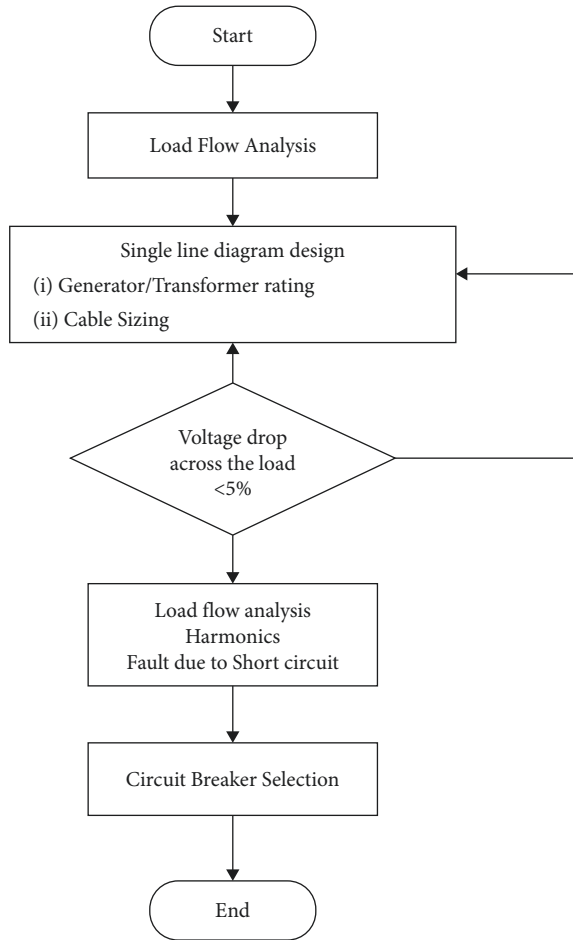 Start
Load Flow Analysis
Single line diagram design
(i) Generator/Transformer rating
(ii) Cable Sizing
Voltage drop
across the load
<5%
Load flow analysis
Harmonics
Fault due to Short circuit
Circuit Breaker Selection
End